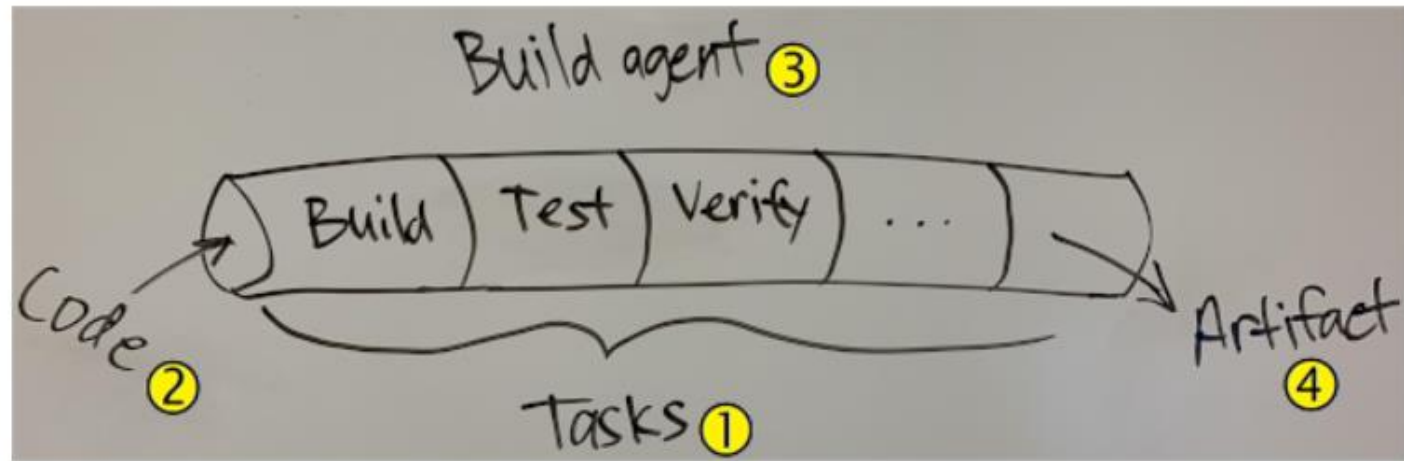 Build agent 3
Build Test Verify ...
Code 2
Artifact 4
Tasks 1